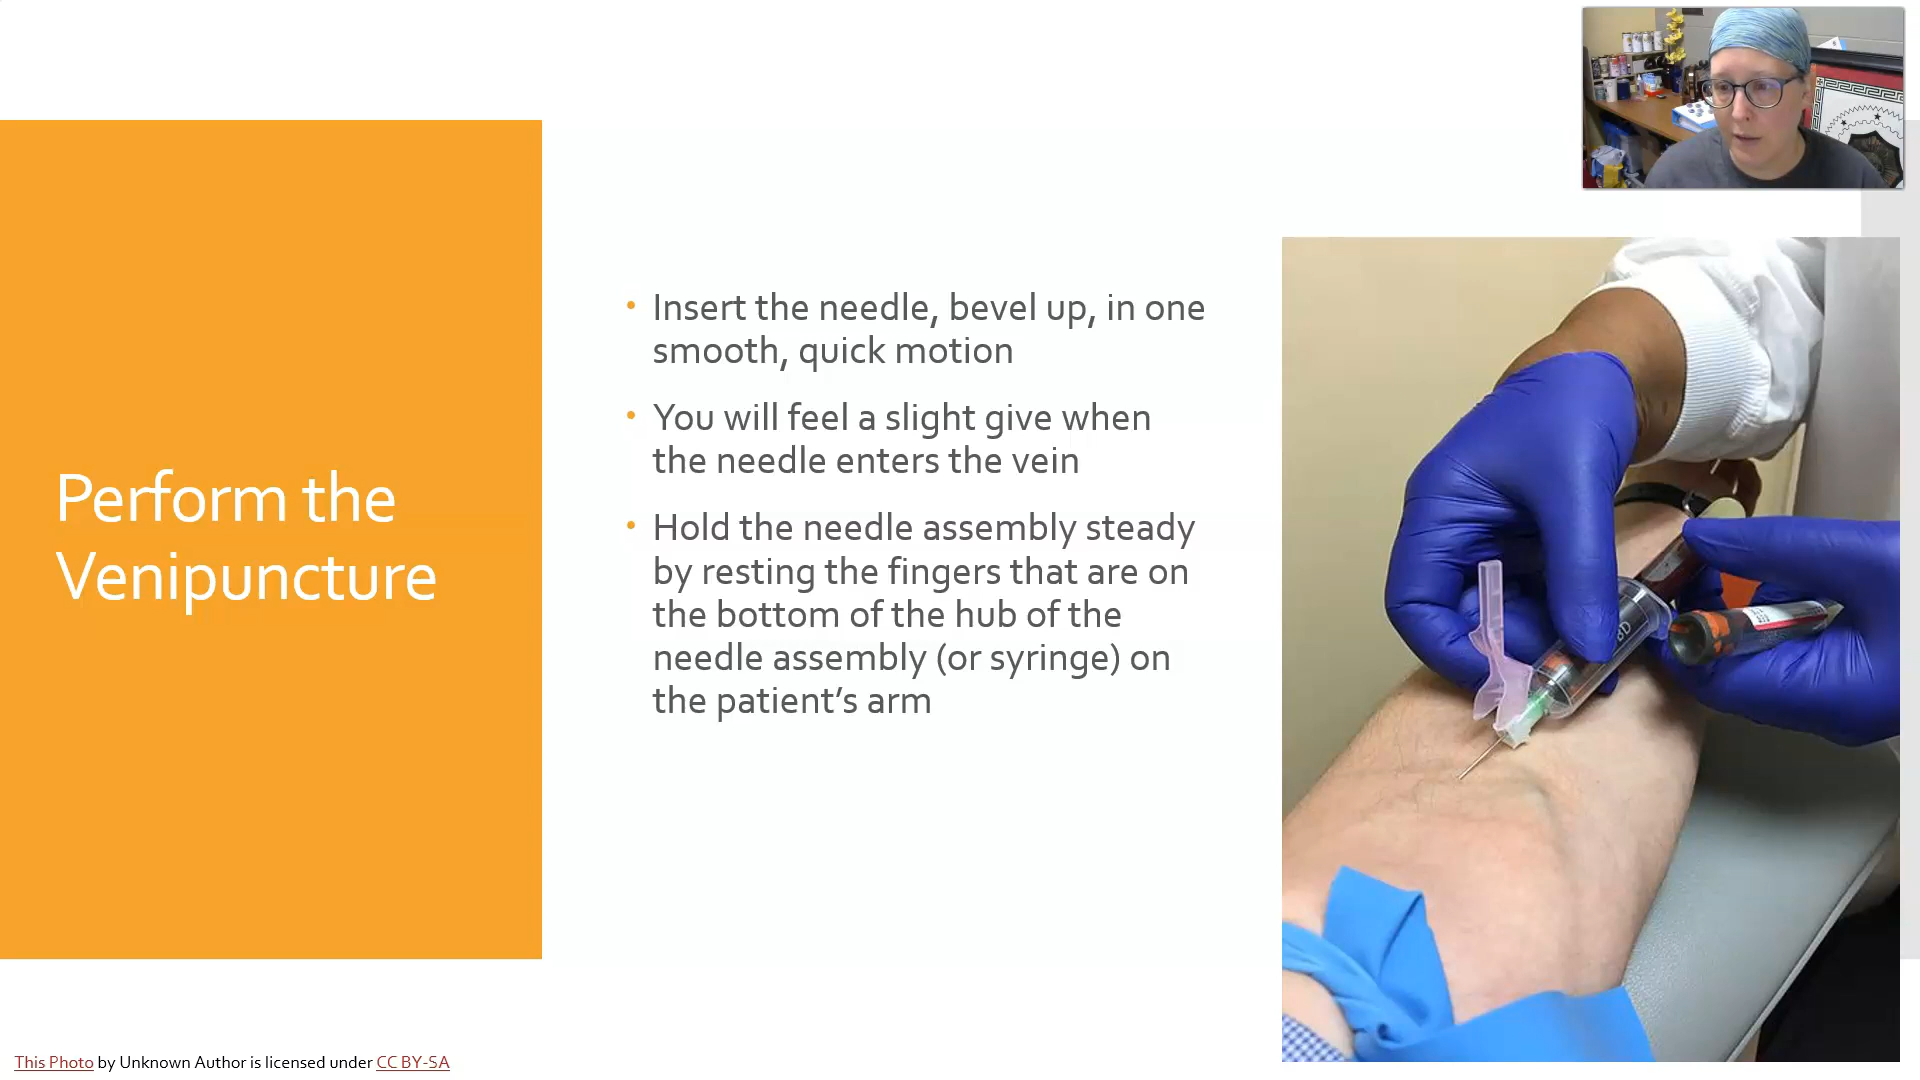 Perform the
Venipuncture
• Insert the needle, bevel up, in one
smooth, quick motion
• You will feel a slight give when
the needle enters the vein
• Hold the needle assembly steady
by resting the fingers that are on
the bottom of the hub of the
needle assembly (or syringe) on
the patient’s arm
BD
This Photo by Unknown Author is licensed under CC BY-SA